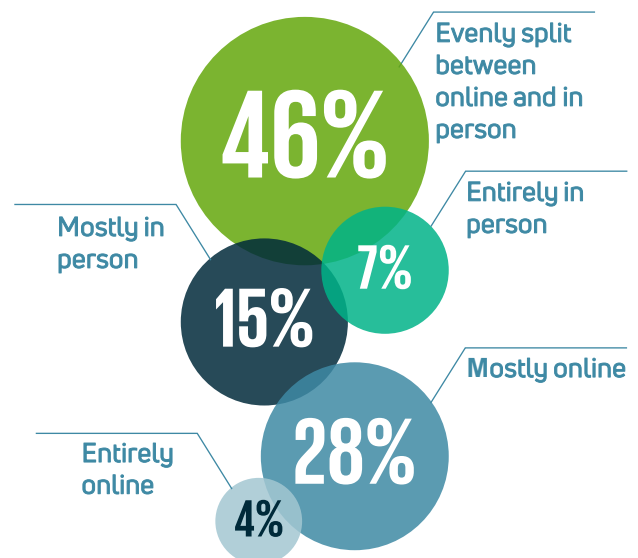 Evenly split
between
online and in
person
46%
Entirely in
person
7%
Mostly in
person
15%
Mostly online
28%
Entirely
online
4%